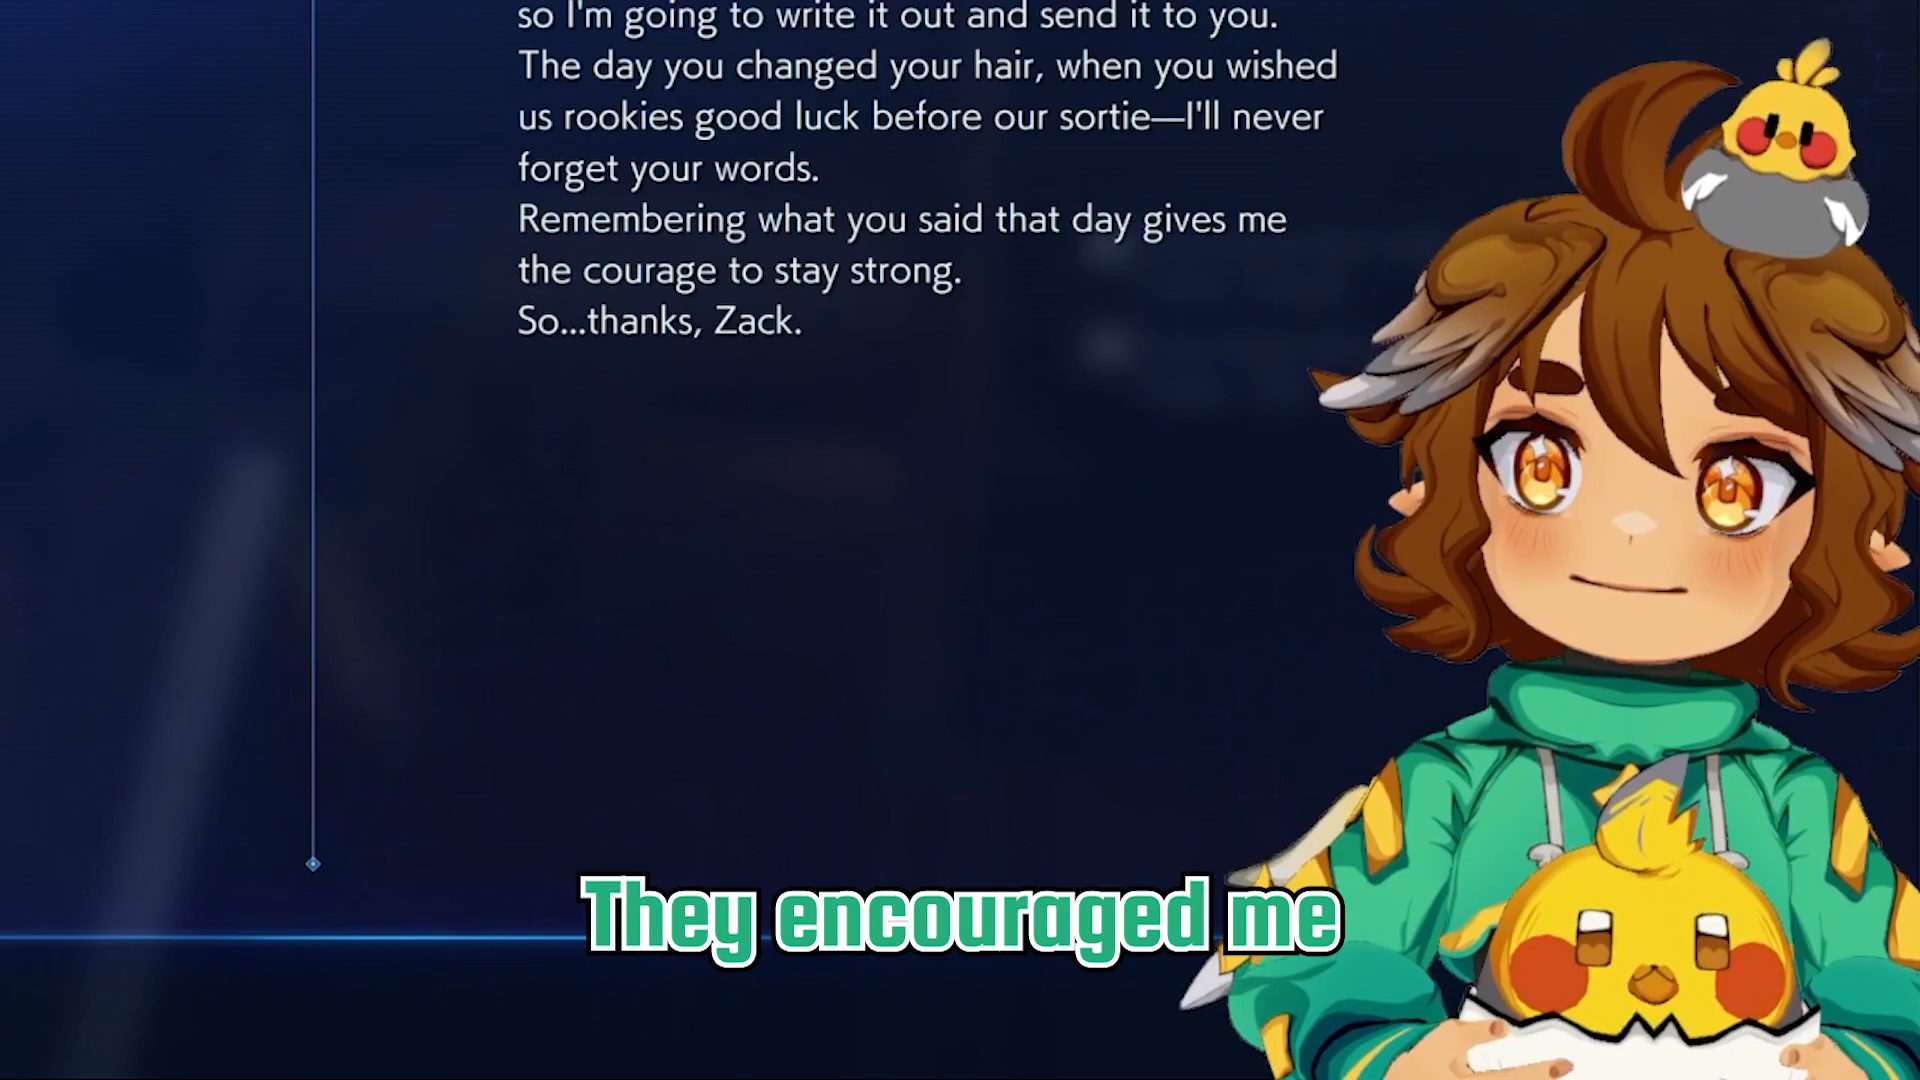 so I'm going to write it out and send it to you.
The day you changed your hair, when you wished
us rookies good luck before our sortie—I'll never
forget your words.
Remembering what you said that day gives me
the courage to stay strong.
So...thanks, Zack.
They encouraged me